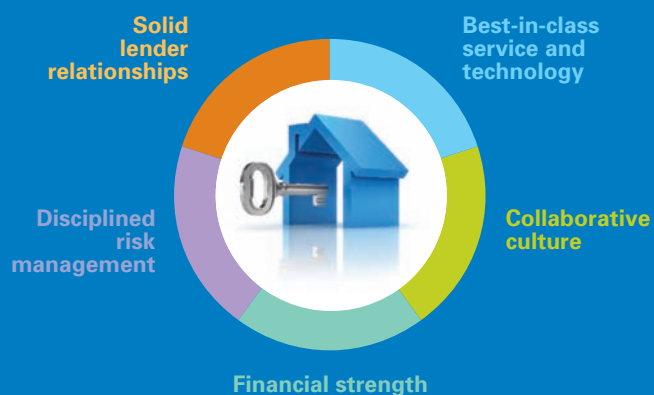 Solid
lender
relationships
Best-in-class
service and
technology
Disciplined
risk
management
Collaborative
culture
Financial strength